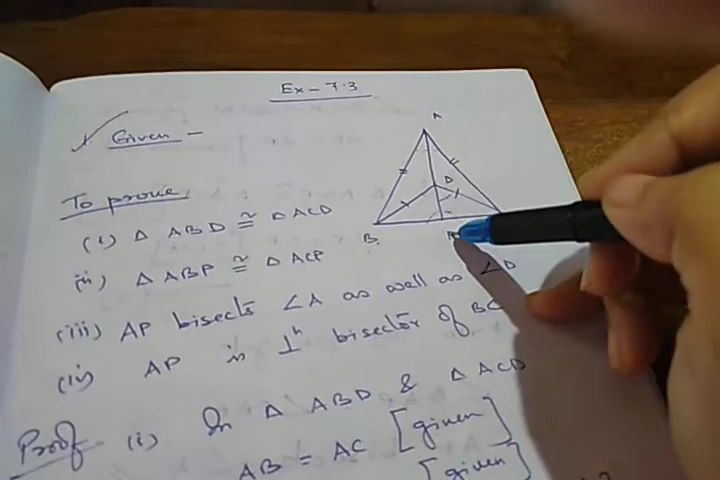 Ex - 7.3
A
Given -
D
To prove
(i) Δ ABD ≅ Δ ACD
B
(ii) Δ ABP ≅ Δ ACP
(iii) AP bisects ∠A as well as ∠D
(iv) AP is ⊥ʳ bisector of BC
Proof (i) In Δ ABD & Δ ACD
AB = AC [given]
[given]